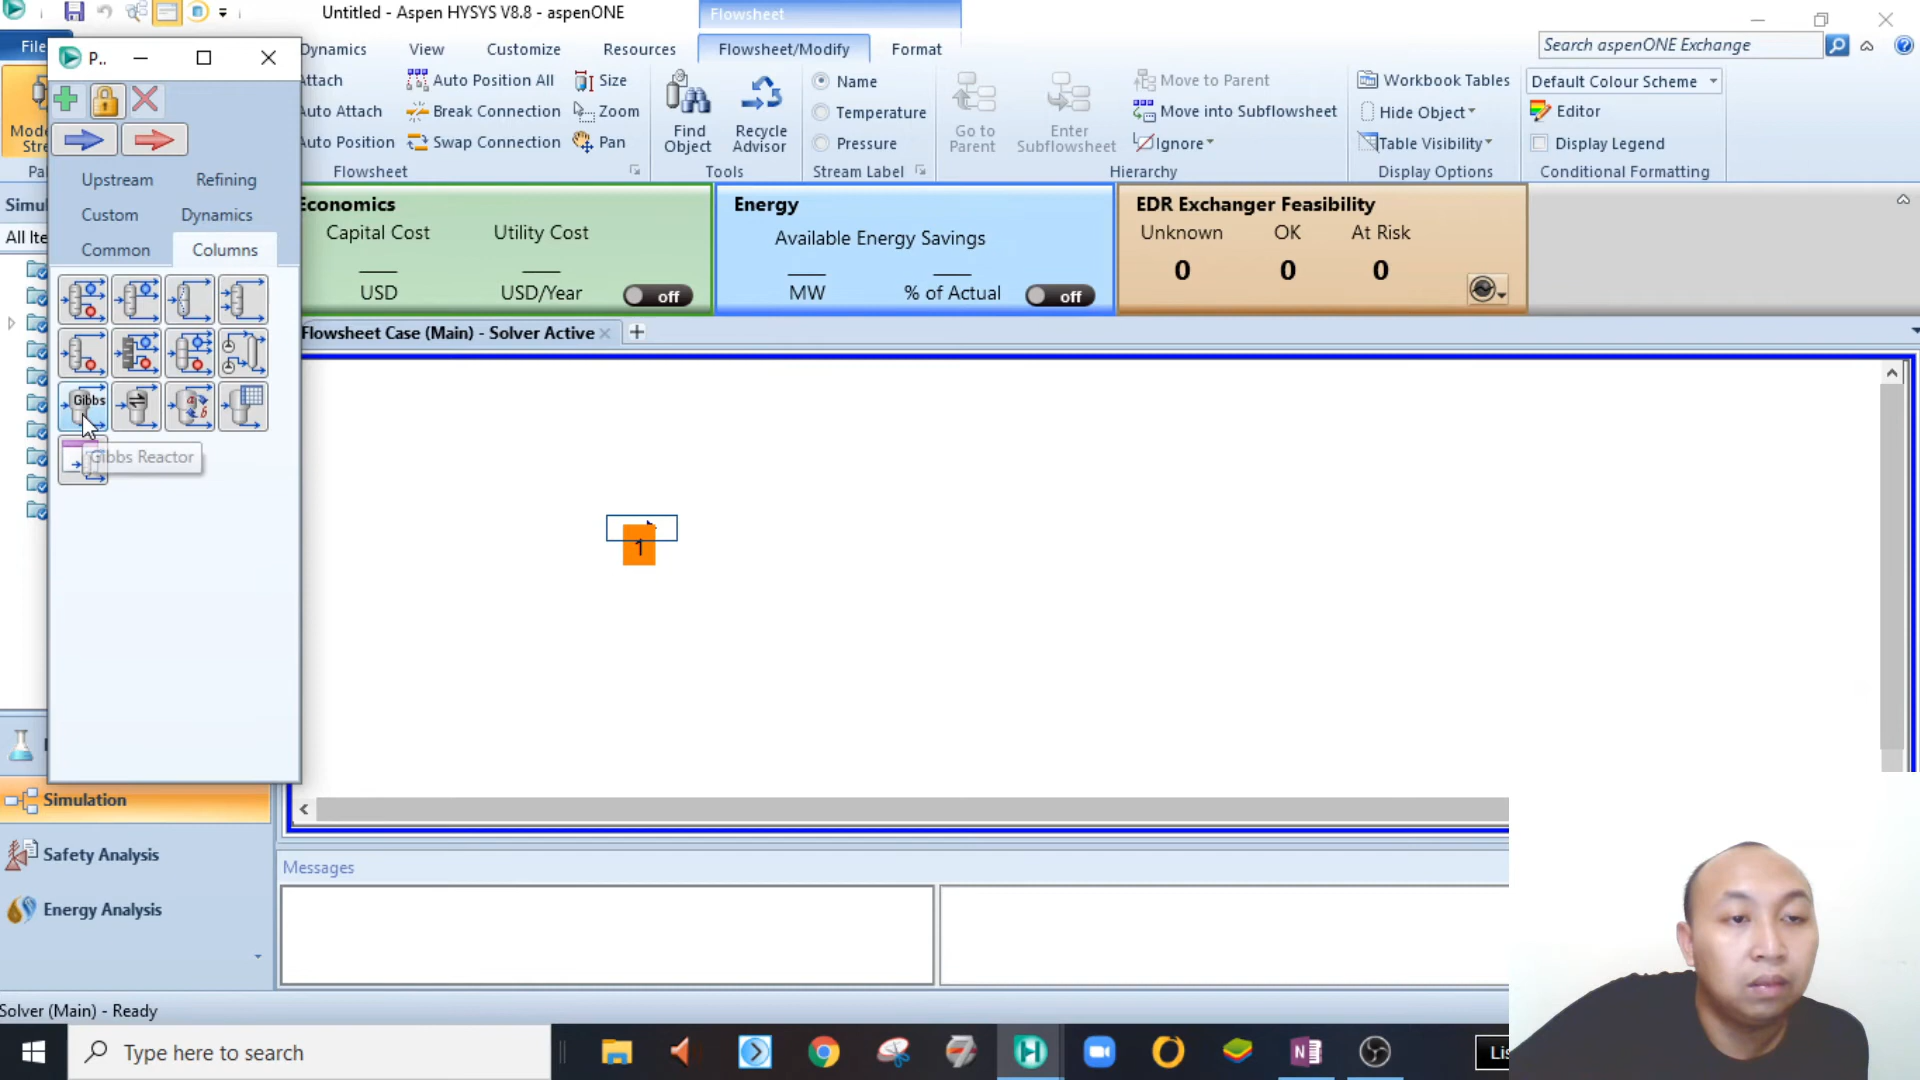 Untitled - Aspen HYSYS V8.8 - aspenONE
Flowsheet
File
Dynamics
View
Customize
Resources
Flowsheet/Modify
Format
Search aspenONE Exchange
P..
Attach
Auto Attach
Auto Position
Auto Position All
Break Connection
Swap Connection
Size
Zoom
Pan
Flowsheet
Find Object
Recycle Advisor
Tools
Name
Temperature
Pressure
Stream Label
Go to Parent
Enter Subflowsheet
Move to Parent
Move into Subflowsheet
Ignore
Hierarchy
Workbook Tables
Hide Object
Table Visibility
Display Options
Default Colour Scheme
Editor
Display Legend
Conditional Formatting
Mode
Stre
Pal
Simul
All Ite
Upstream
Refining
Custom
Dynamics
Common
Columns
Gibbs
Gibbs Reactor
Economics
Capital Cost
Utility Cost
USD
USD/Year
off
Energy
Available Energy Savings
MW
% of Actual
off
EDR Exchanger Feasibility
Unknown
OK
At Risk
0
0
0
Flowsheet Case (Main) - Solver Active
1
Simulation
Safety Analysis
Energy Analysis
Messages
Solver (Main) - Ready
Type here to search